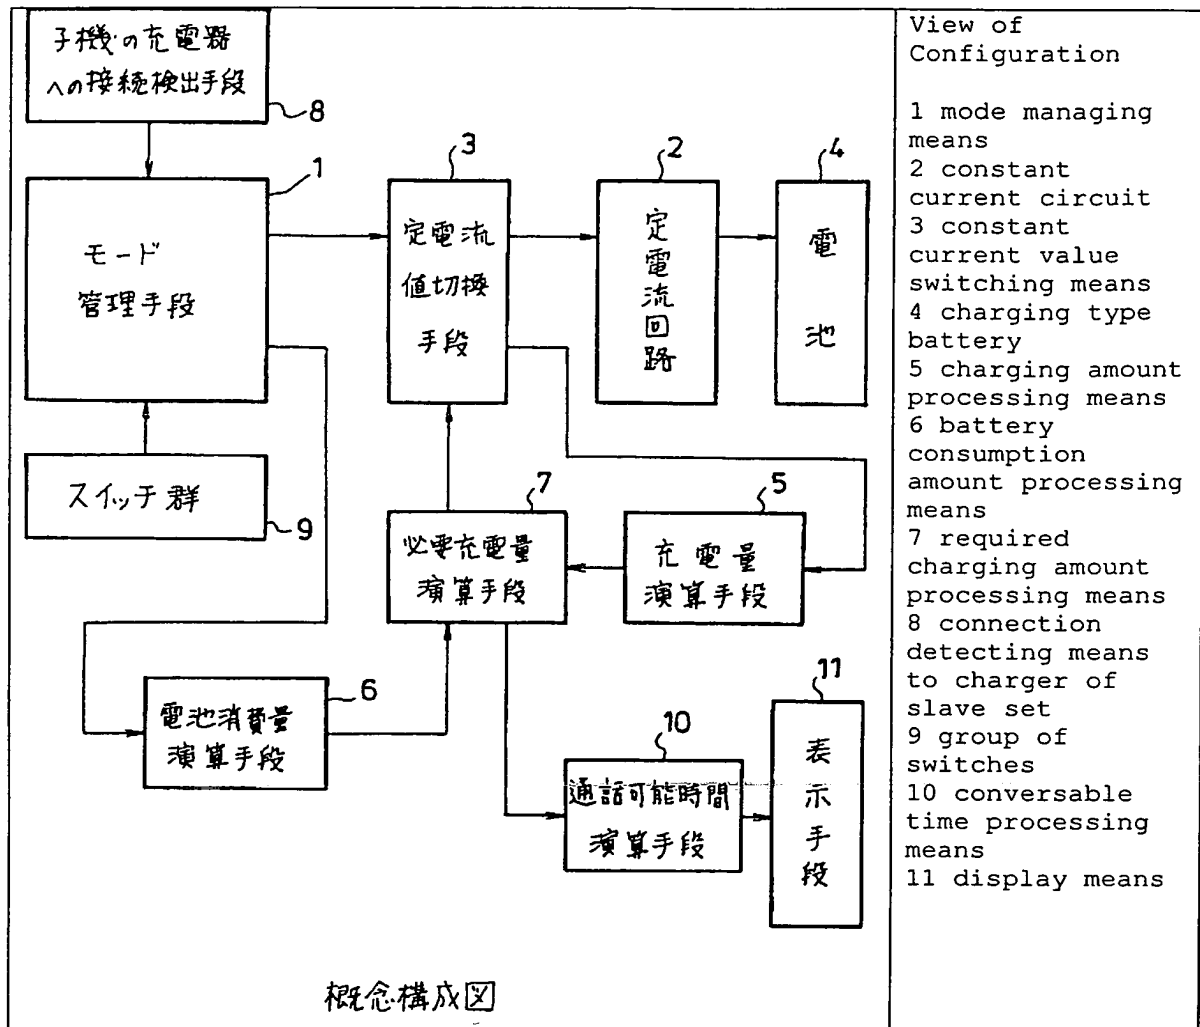 子機の充電器
への接続検出手段
8
1
モード
管理手段
スイッチ群
9
3
定電流
値切換
手段
2
定電流回路
4
電池
7
必要充電量
演算手段
5
充電量
演算手段
6
電池消費量
演算手段
10
通話可能時間
演算手段
11
表示手段
概念構成図
View of
Configuration
1 mode managing
means
2 constant
current circuit
3 constant
current value
switching means
4 charging type
battery
5 charging amount
processing means
6 battery
consumption
amount processing
means
7 required
charging amount
processing means
8 connection
detecting means
to charger of
slave set
9 group of
switches
10 conversable
time processing
means
11 display means